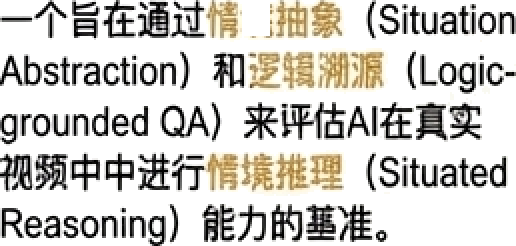 一个旨在通过情 抽象（Situation
Abstraction）和逻辑溯源（Logic-
grounded QA）来评估AI在真实
视频中中进行情境推理（Situated
Reasoning）能力的基准。